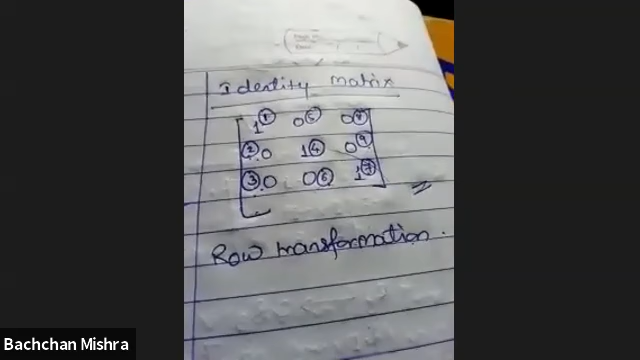 Identity matrix
1① 0⑤ 0⑧
②0 1④ 0⑨
③0 0⑥ 1⑦
Row transformation.
Bachchan Mishra